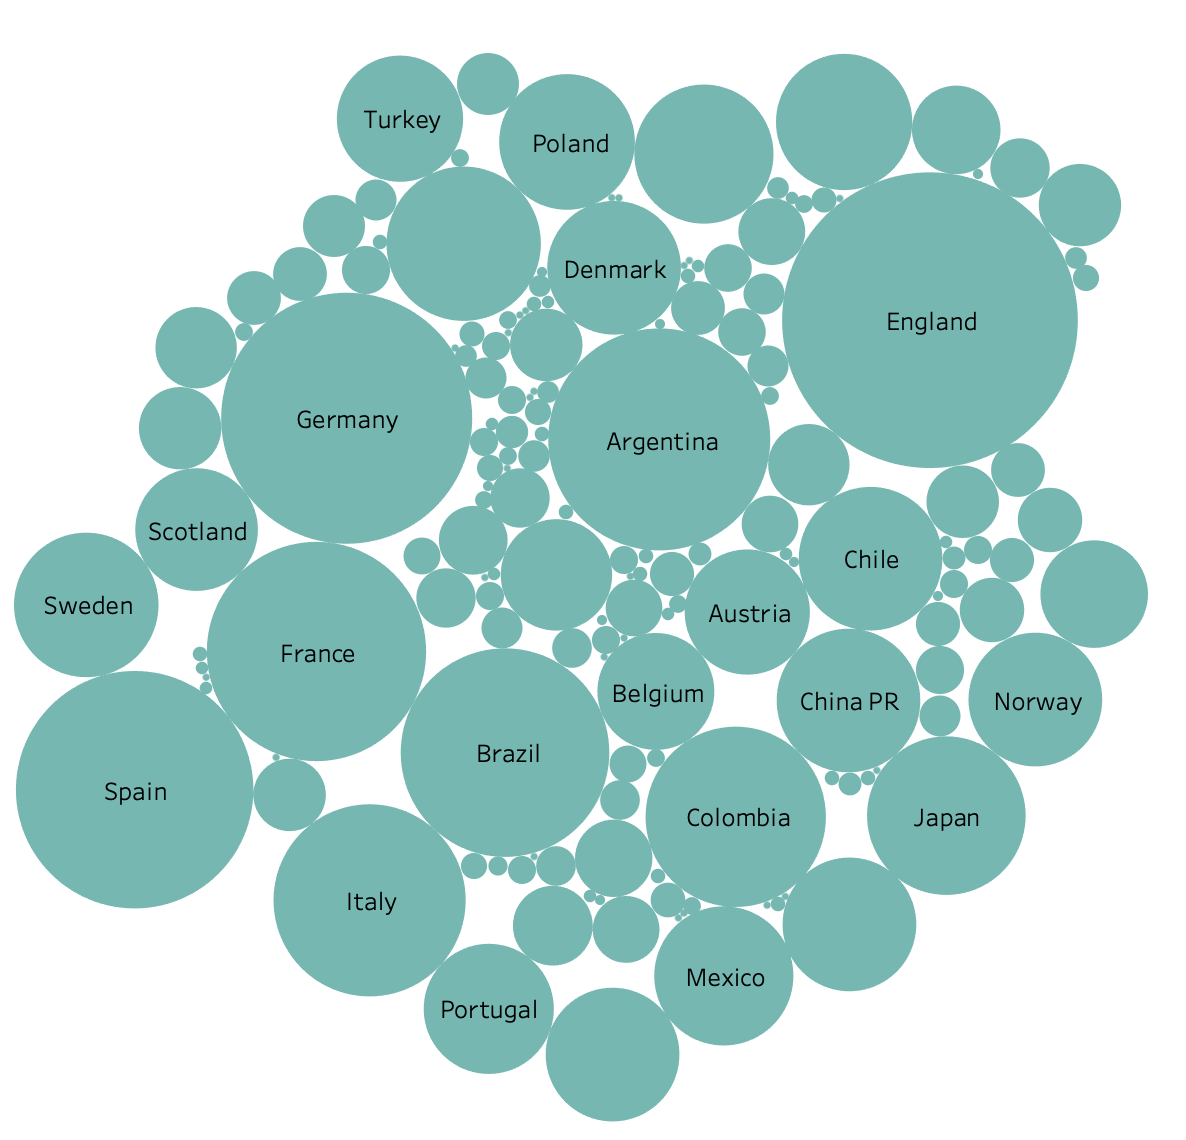 Turkey
Poland
Denmark
England
Germany
Argentina
Scotland
Chile
Sweden
Austria
France
Belgium
China PR
Norway
Brazil
Spain
Colombia
Japan
Italy
Mexico
Portugal